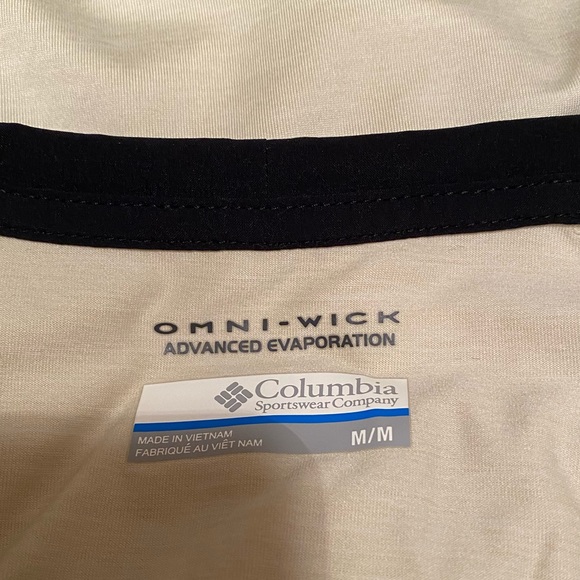 OMNI-WICK
ADVANCED EVAPORATION
Columbia
Sportswear Company
MADE IN VIETNAM
FABRIQUÉ AU VIÊT NAM
M/M